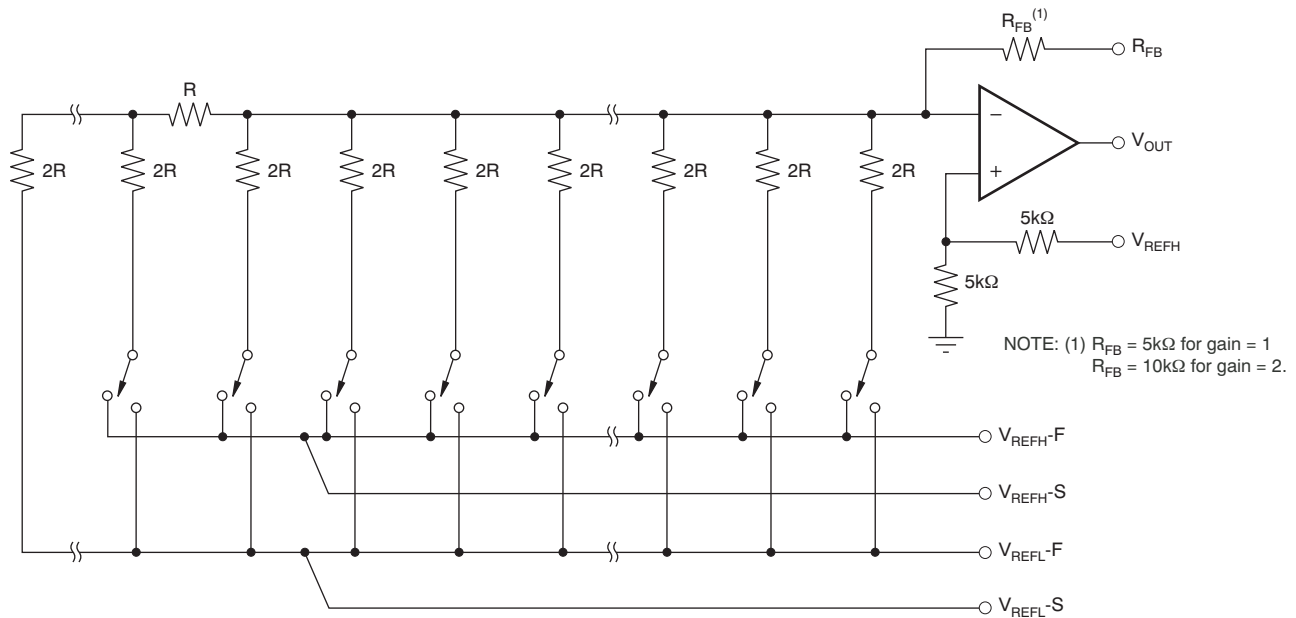 R_FB^(1)
R_FB
R
2R 2R 2R 2R 2R 2R 2R 2R 2R
−
+
V_OUT
5kΩ
V_REFH
5kΩ
NOTE: (1) R_FB = 5kΩ for gain = 1
R_FB = 10kΩ for gain = 2.
V_REFH-F
V_REFH-S
V_REFL-F
V_REFL-S